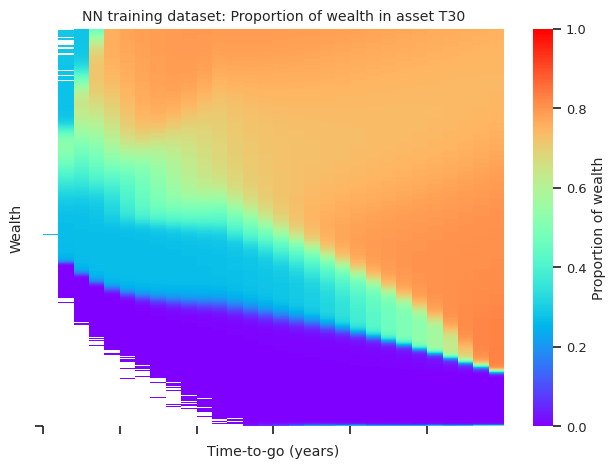 NN training dataset: Proportion of wealth in asset T30
Wealth
Time-to-go (years)
1.0
0.8
0.6
0.4
0.2
0.0
Proportion of wealth